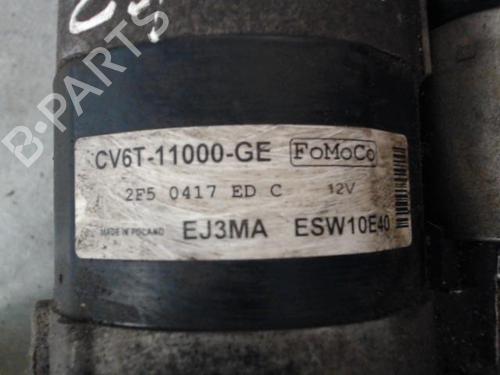 CV6T-11000-GE FoMoCo
2F5 0417 ED C 12V
MADE IN POLAND EJ3MA ESW10E40
B-PARTS